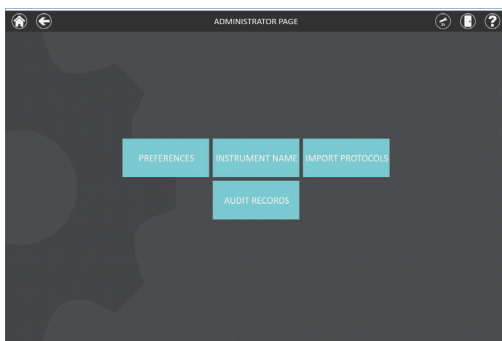 ADMINISTRATOR PAGE
?
PREFERENCES
INSTRUMENT NAME
IMPORT PROTOCOLS
AUDIT RECORDS